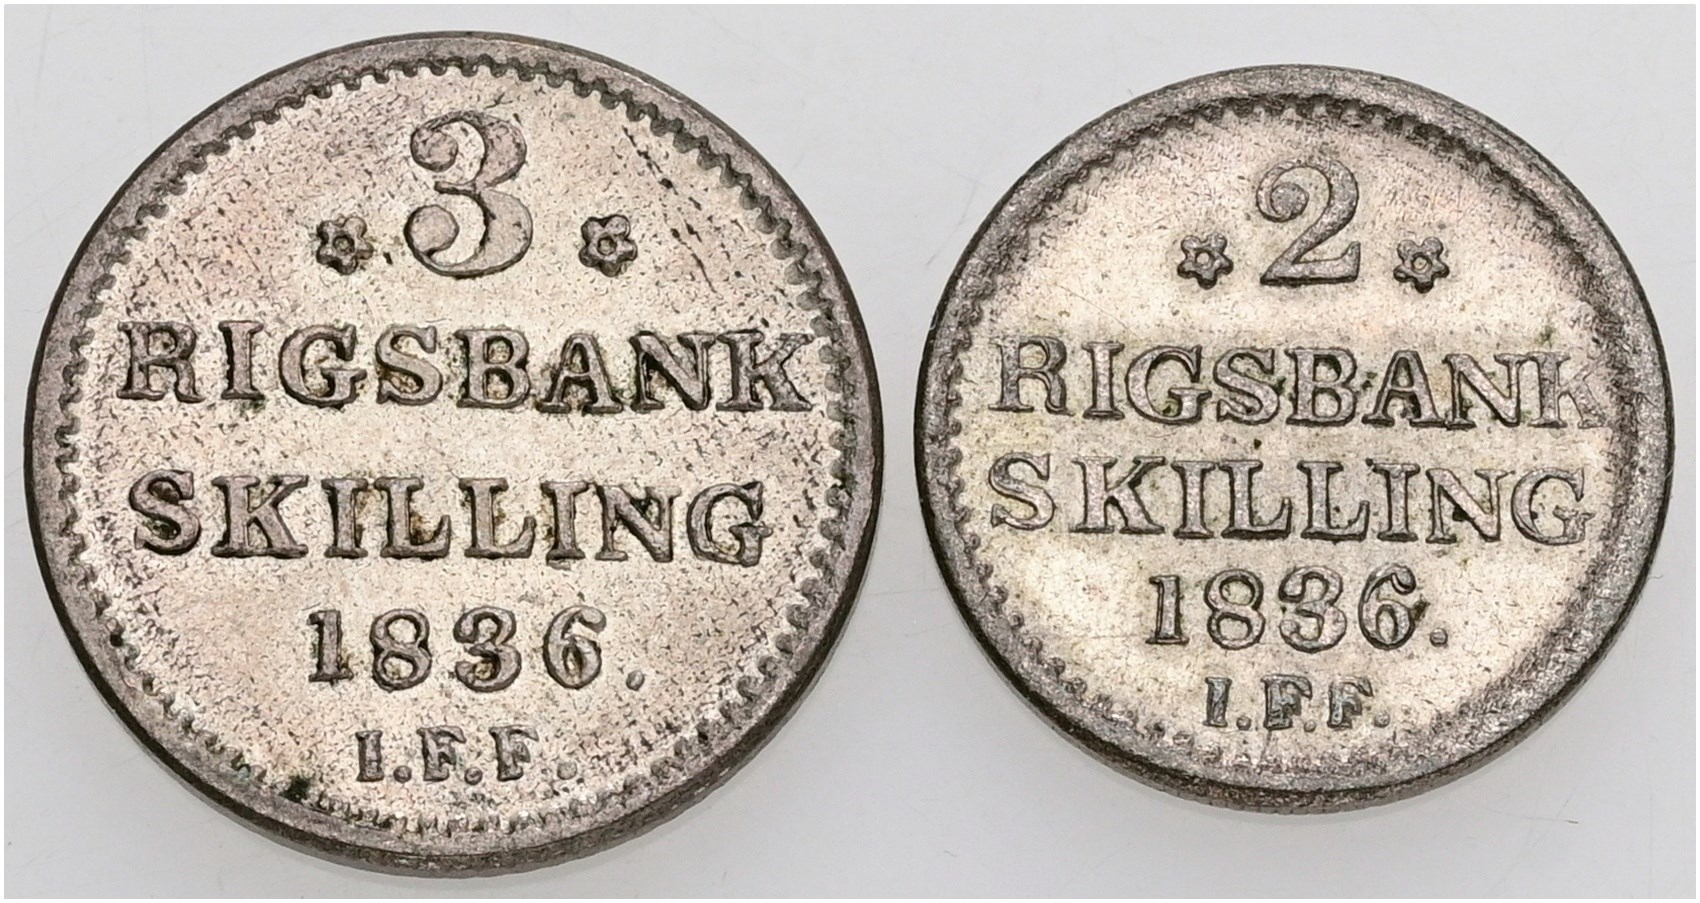 3
RIGSBANK
SKILLING
1836.
I.F.F.
2
RIGSBANK
SKILLING
1836.
I.F.F.